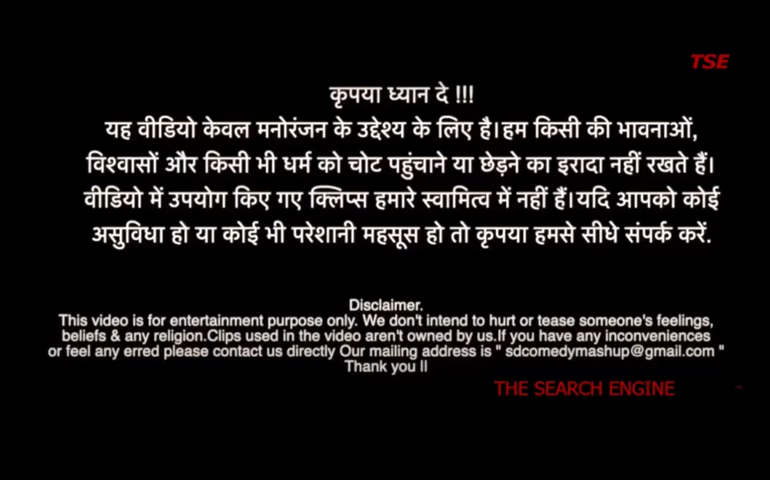 TSE
कृपया ध्यान दे !!!
यह वीडियो केवल मनोरंजन के उद्देश्य के लिए है।हम किसी की भावनाओं,
विश्वासों और किसी भी धर्म को चोट पहुंचाने या छेड़ने का इरादा नहीं रखते हैं।
वीडियो में उपयोग किए गए क्लिप्स हमारे स्वामित्व में नहीं हैं।यदि आपको कोई
असुविधा हो या कोई भी परेशानी महसूस हो तो कृपया हमसे सीधे संपर्क करें.
Disclaimer.
This video is for entertainment purpose only. We don't intend to hurt or tease someone's feelings,
beliefs & any religion.Clips used in the video aren't owned by us.If you have any inconveniences
or feel any erred please contact us directly Our mailing address is " sdcomedymashup@gmail.com "
Thank you II
THE SEARCH ENGINE